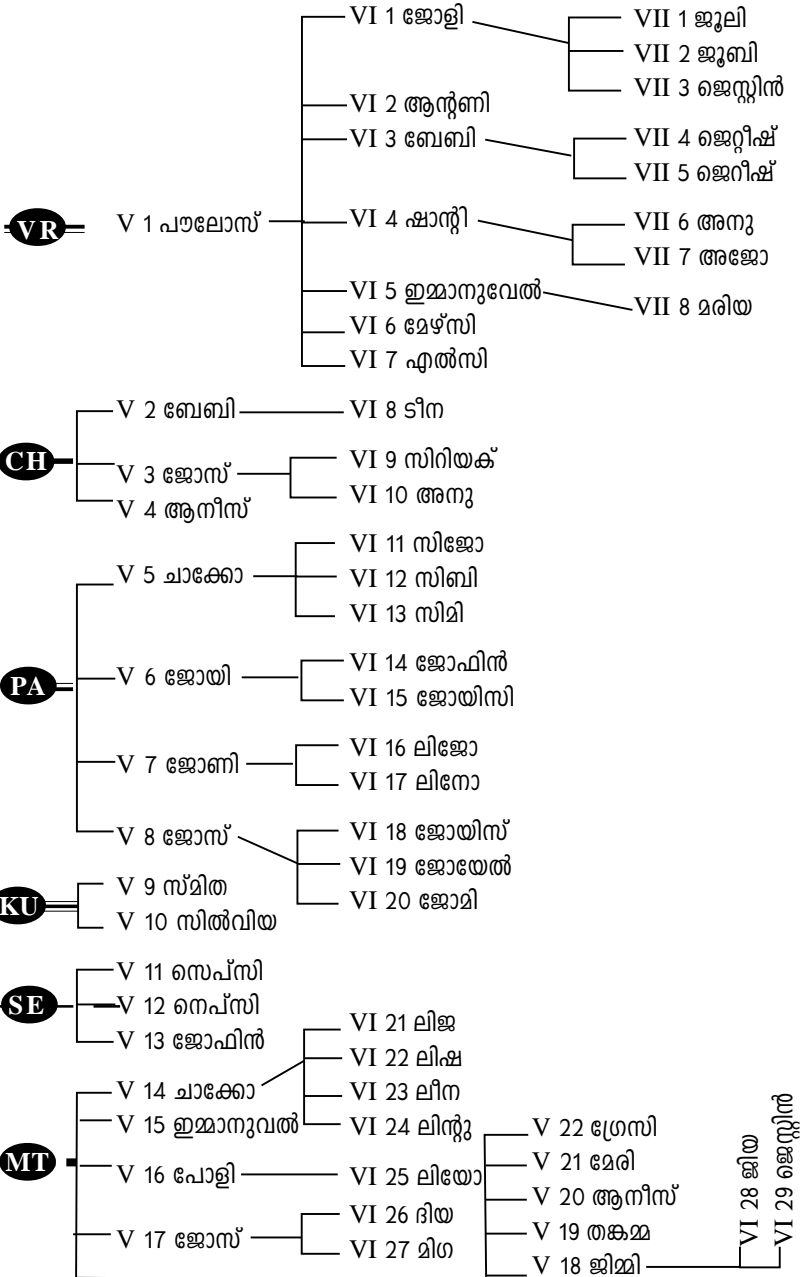 VI 1 ജോളി
VII 1 ജൂലി
VII 2 ജൂബി
VII 3 ജെസ്റ്റിൻ
VI 2 ആന്റണി
VI 3 ബേബി
VII 4 ജെറ്റീഷ്
VII 5 ജെറീഷ്
VR
V 1 പൗലോസ്
VI 4 ഷാന്റി
VII 6 അനു
VII 7 അജോ
VI 5 ഇമ്മാനുവേൽ
VII 8 മരിയ
VI 6 മേഴ്സി
VI 7 എൽസി
V 2 ബേബി
VI 8 ടീന
CH
V 3 ജോസ്
VI 9 സിറിയക്
VI 10 അനു
V 4 ആനീസ്
VI 11 സിജോ
V 5 ചാക്കോ
VI 12 സിബി
VI 13 സിമി
PA
V 6 ജോയി
VI 14 ജോഫിൻ
VI 15 ജോയിസി
V 7 ജോണി
VI 16 ലിജോ
VI 17 ലിനോ
V 8 ജോസ്
VI 18 ജോയിസ്
VI 19 ജോയേൽ
VI 20 ജോമി
KU
V 9 സ്മിത
V 10 സിൽവിയ
SE
V 11 സെപ്സി
V 12 നെപ്സി
V 13 ജോഫിൻ
VI 21 ലിജ
VI 22 ലിഷ
V 14 ചാക്കോ
VI 23 ലീന
V 15 ഇമ്മാനുവൽ
VI 24 ലിന്റു
MT
V 16 പോളി
VI 25 ലിയോ
V 17 ജോസ്
VI 26 ദിയ
VI 27 മിഗ
V 22 ഗ്രേസി
V 21 മേരി
V 20 ആനീസ്
V 19 തങ്കമ്മ
V 18 ജിമ്മി
VI 28 ജിയ
VI 29 ജെസ്റ്റിൻ